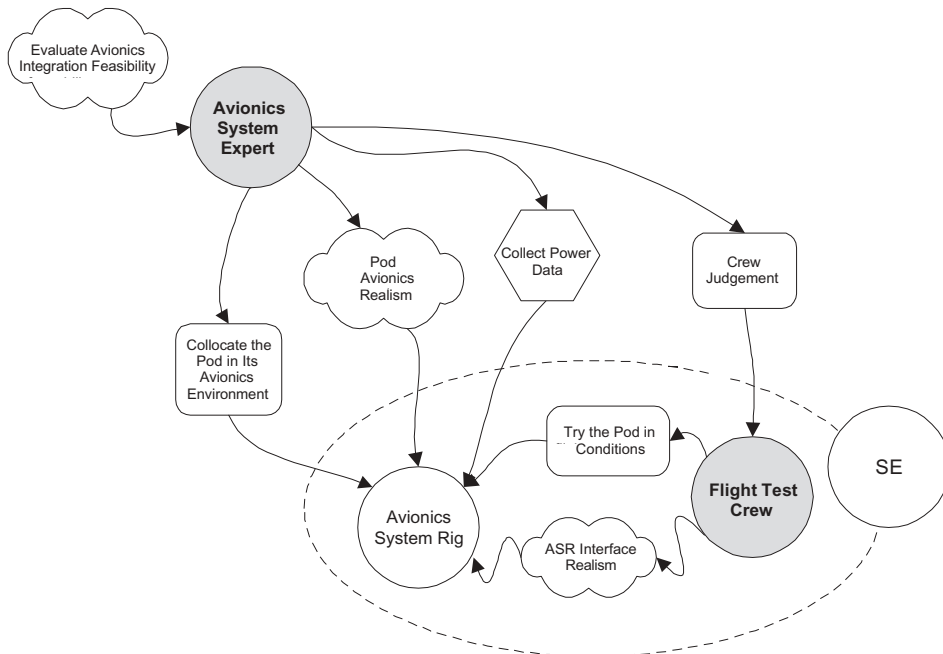 Evaluate Avionics
Integration Feasibility
Avionics
System
Expert
Pod
Avionics
Realism
Collect Power
Data
Crew
Judgement
Collocate the
Pod in Its
Avionics
Environment
Try the Pod in
Conditions
SE
Flight Test
Crew
Avionics
System Rig
ASR Interface
Realism